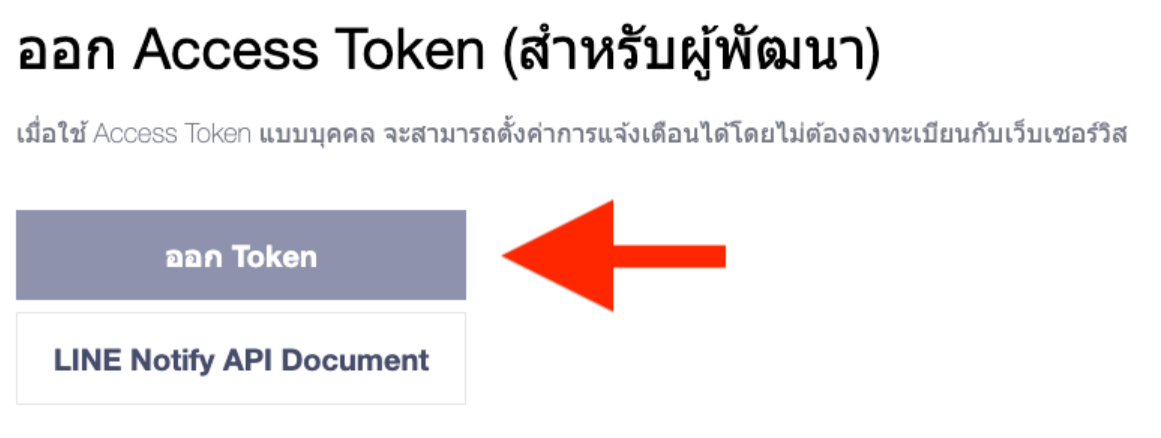 ออก Access Token (สำหรับผู้พัฒนา)
เมื่อใช้ Access Token แบบบุคคล จะสามารถตั้งค่าการแจ้งเตือนได้โดยไม่ต้องลงทะเบียนกับเว็บเซอร์วิส
ออก Token
LINE Notify API Document